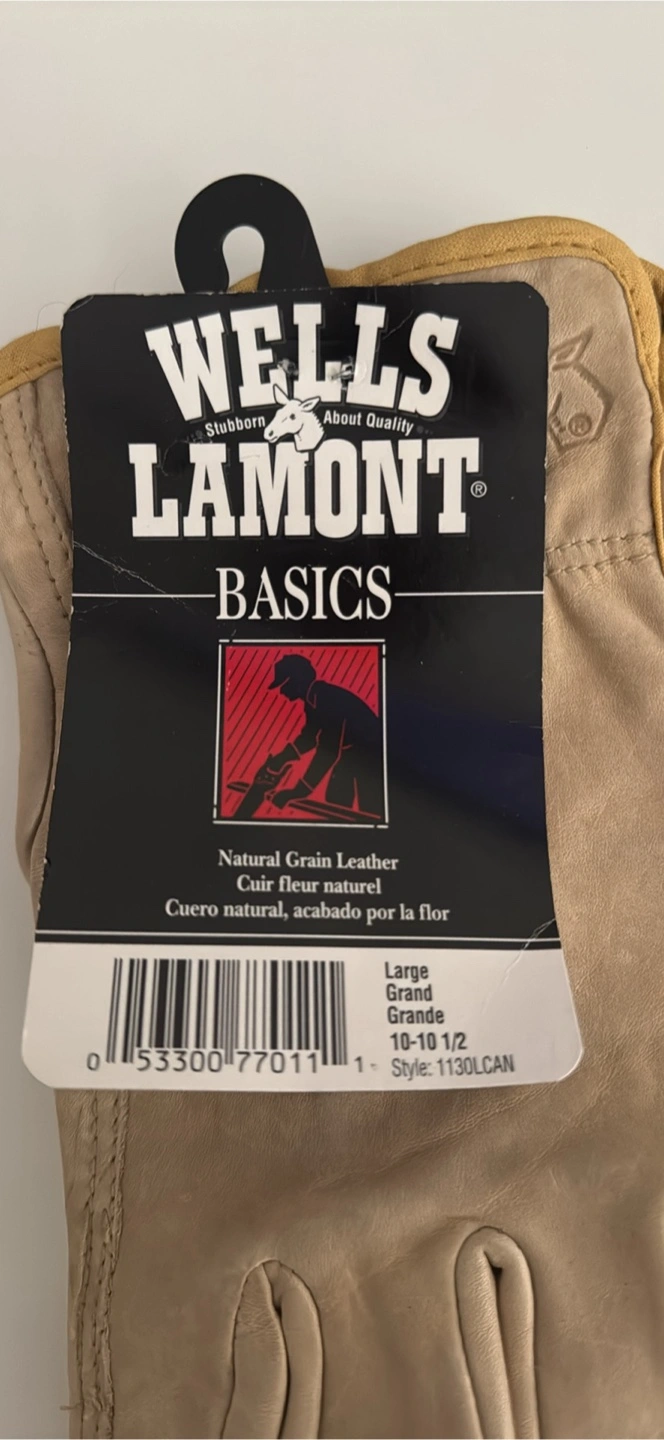 WELLS
Stubborn About Quality
LAMONT®
BASICS
Natural Grain Leather
Cuir fleur naturel
Cuero natural, acabado por la flor
Large
Grand
Grande
10-10 1/2
Style: 1130LCAN
0 53300 77011 1
®